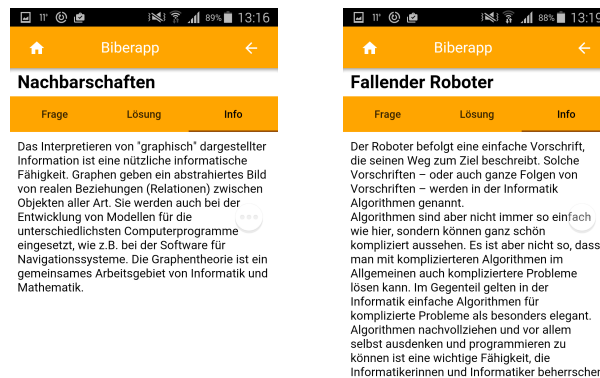 11° 89% 13:16
Biberapp
Nachbarschaften
Frage Lösung Info
Das Interpretieren von "graphisch" dargestellter
Information ist eine nützliche informatische
Fähigkeit. Graphen geben ein abstrahiertes Bild
von realen Beziehungen (Relationen) zwischen
Objekten aller Art. Sie werden auch bei der
Entwicklung von Modellen für die
unterschiedlichsten Computerprogramme
eingesetzt, wie z.B. bei der Software für
Navigationssysteme. Die Graphentheorie ist ein
gemeinsames Arbeitsgebiet von Informatik und
Mathematik.
11° 88% 13:19
Biberapp
Fallender Roboter
Frage Lösung Info
Der Roboter befolgt eine einfache Vorschrift,
die seinen Weg zum Ziel beschreibt. Solche
Vorschriften – oder auch ganze Folgen von
Vorschriften – werden in der Informatik
Algorithmen genannt.
Algorithmen sind aber nicht immer so einfach
wie hier, sondern können ganz schön
kompliziert aussehen. Es ist aber nicht so, dass
man mit komplizierteren Algorithmen im
Allgemeinen auch kompliziertere Probleme
lösen kann. Im Gegenteil gelten in der
Informatik einfache Algorithmen für
komplizierte Probleme als besonders elegant.
Algorithmen nachvollziehen und vor allem
selbst ausdenken und programmieren zu
können ist eine wichtige Fähigkeit, die
Informatikerinnen und Informatiker beherrschen